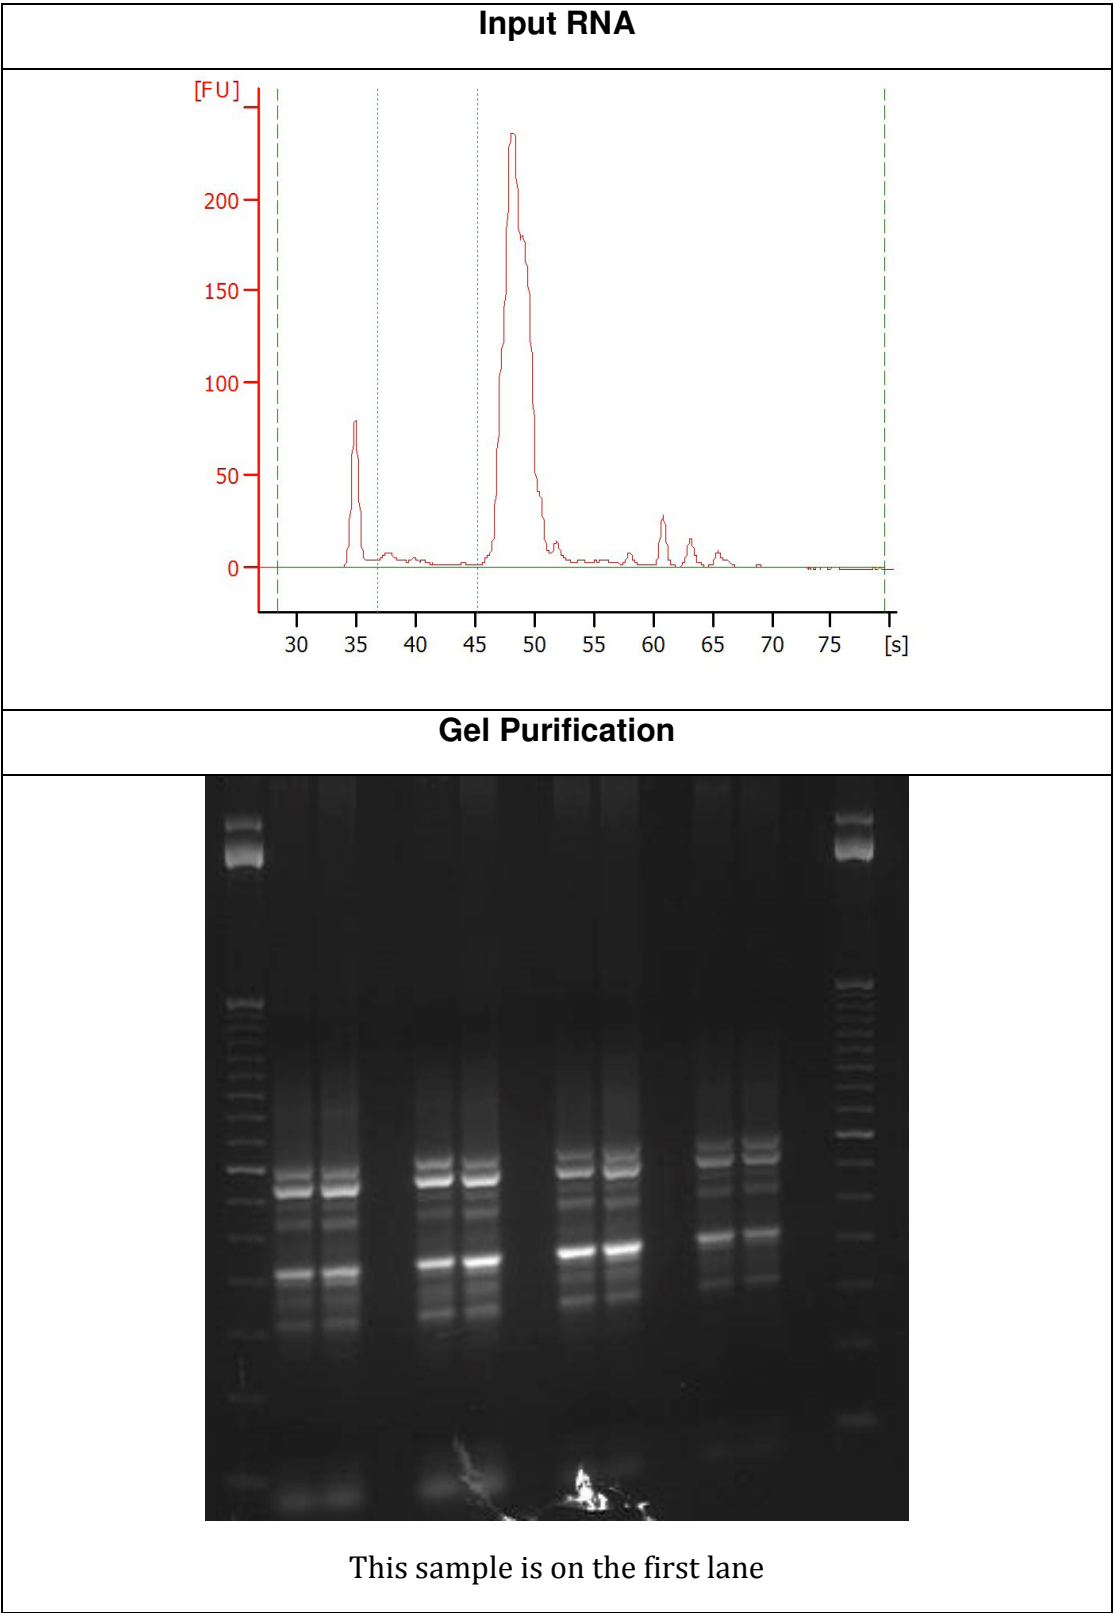 Input RNA
[FU]
200
150
100
50
0
30 35 40 45 50 55 60 65 70 75 [s]
Gel Purification
This sample is on the first lane